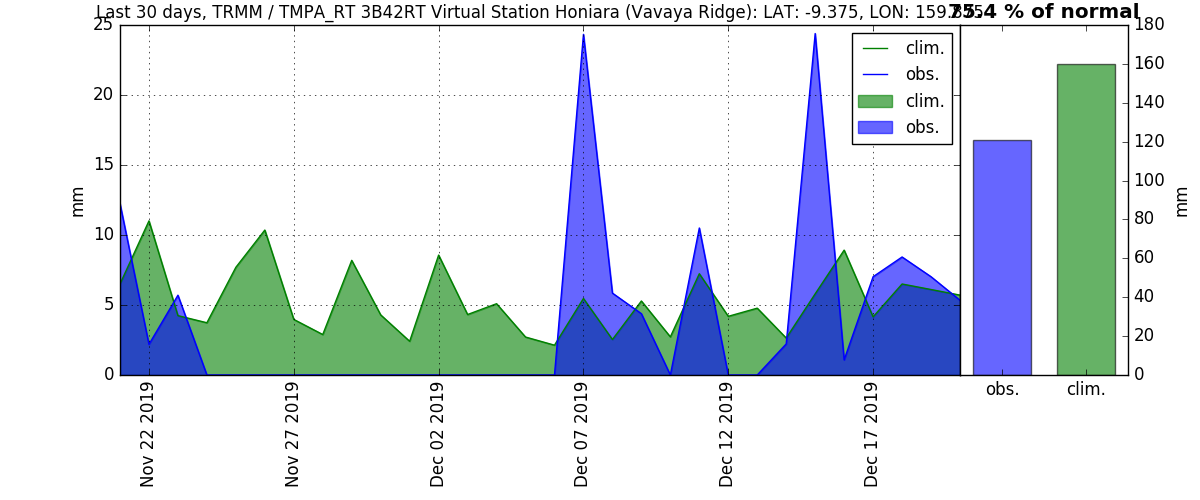 Last 30 days, TRMM / TMPA_RT 3B42RT Virtual Station Honiara (Vavaya Ridge): LAT: -9.375, LON: 159.875
75.4 % of normal
25
20
15
10
5
0
mm
clim.
obs.
clim.
obs.
Nov 22 2019
Nov 27 2019
Dec 02 2019
Dec 07 2019
Dec 12 2019
Dec 17 2019
180
160
140
120
100
80
60
40
20
0
mm
obs.
clim.